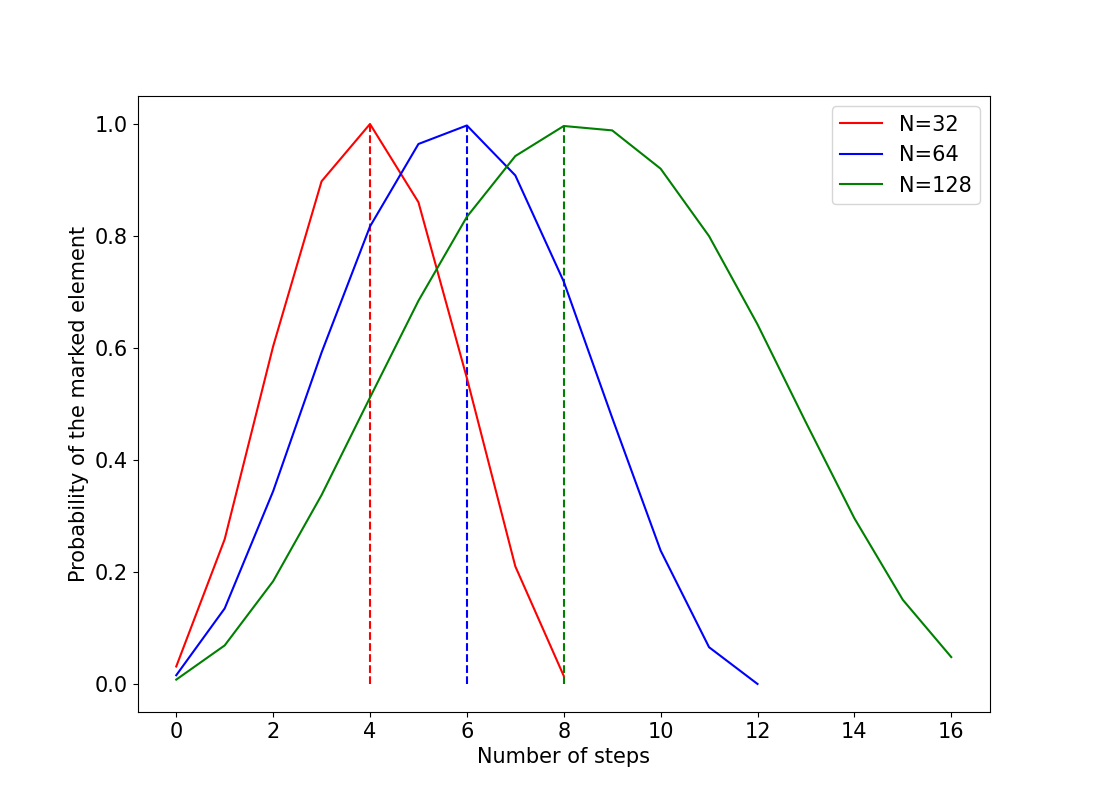 N=32
N=64
N=128
Probability of the marked element
1.0
0.8
0.6
0.4
0.2
0.0
0 2 4 6 8 10 12 14 16
Number of steps